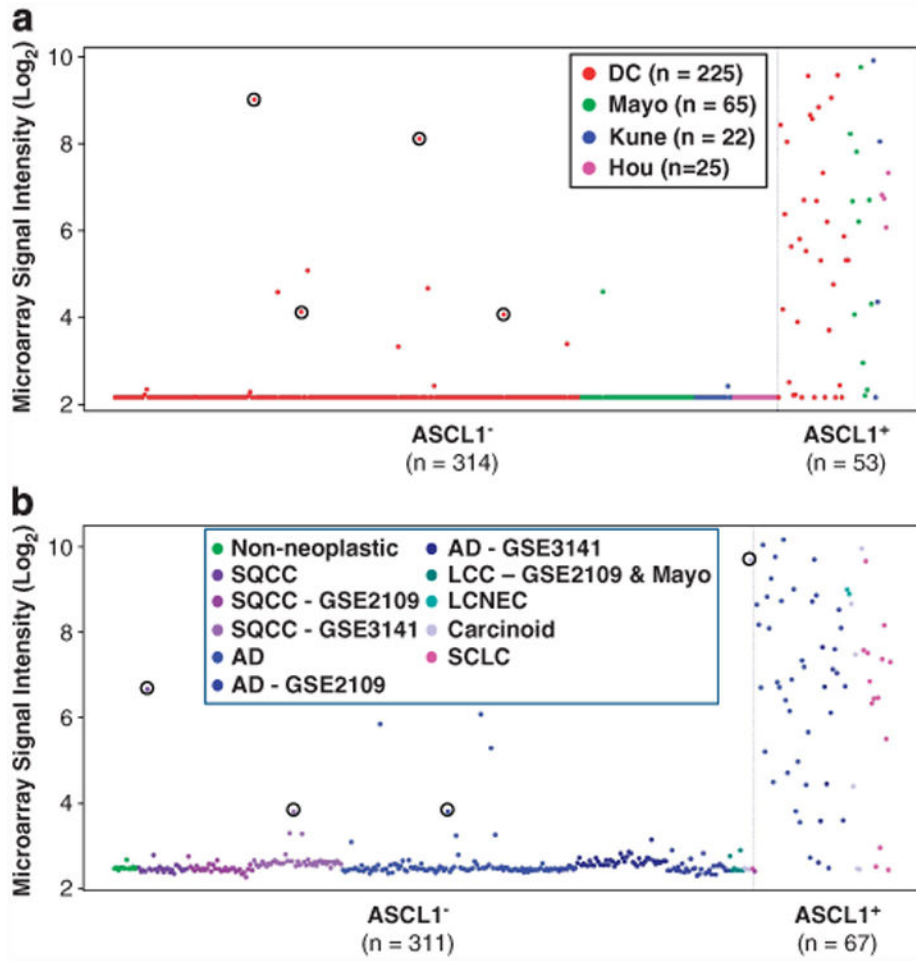 a
Microarray Signal Intensity (Log₂)
10
8
6
4
2
DC (n = 225)
Mayo (n = 65)
Kune (n = 22)
Hou (n=25)
ASCL1⁻
(n = 314)
ASCL1⁺
(n = 53)
b
Microarray Signal Intensity (Log₂)
10
8
6
4
2
Non-neoplastic
SQCC
SQCC - GSE2109
SQCC - GSE3141
AD
AD - GSE2109
AD - GSE3141
LCC – GSE2109 & Mayo
LCNEC
Carcinoid
SCLC
ASCL1⁻
(n = 311)
ASCL1⁺
(n = 67)